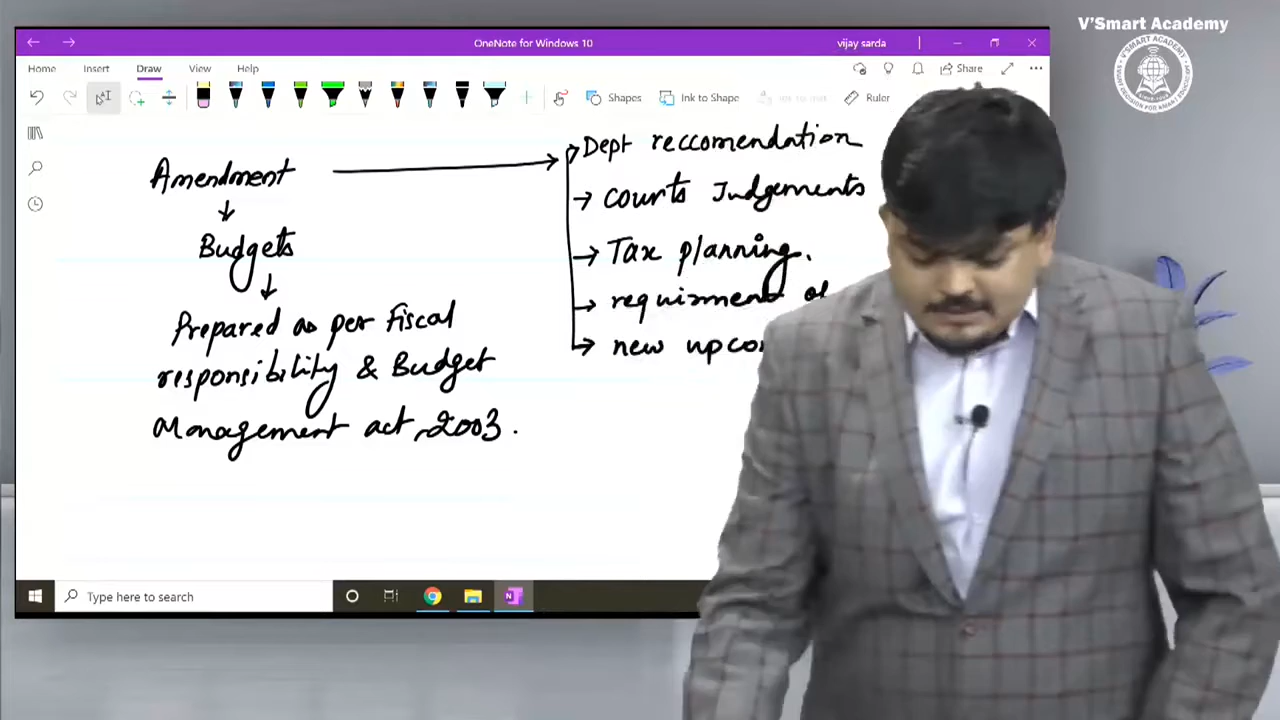 V'Smart Academy
OneNote for Windows 10
vijay sarda
Home Insert Draw View Help
Share
Shapes
Ink to Shape
Ruler
Amendment
Budgets
Prepared as per fiscal
responsibility & Budget
Management act, 2003.
Dept reccomendation
Courts Judgements
Tax planning.
requirment of
new
Type here to search